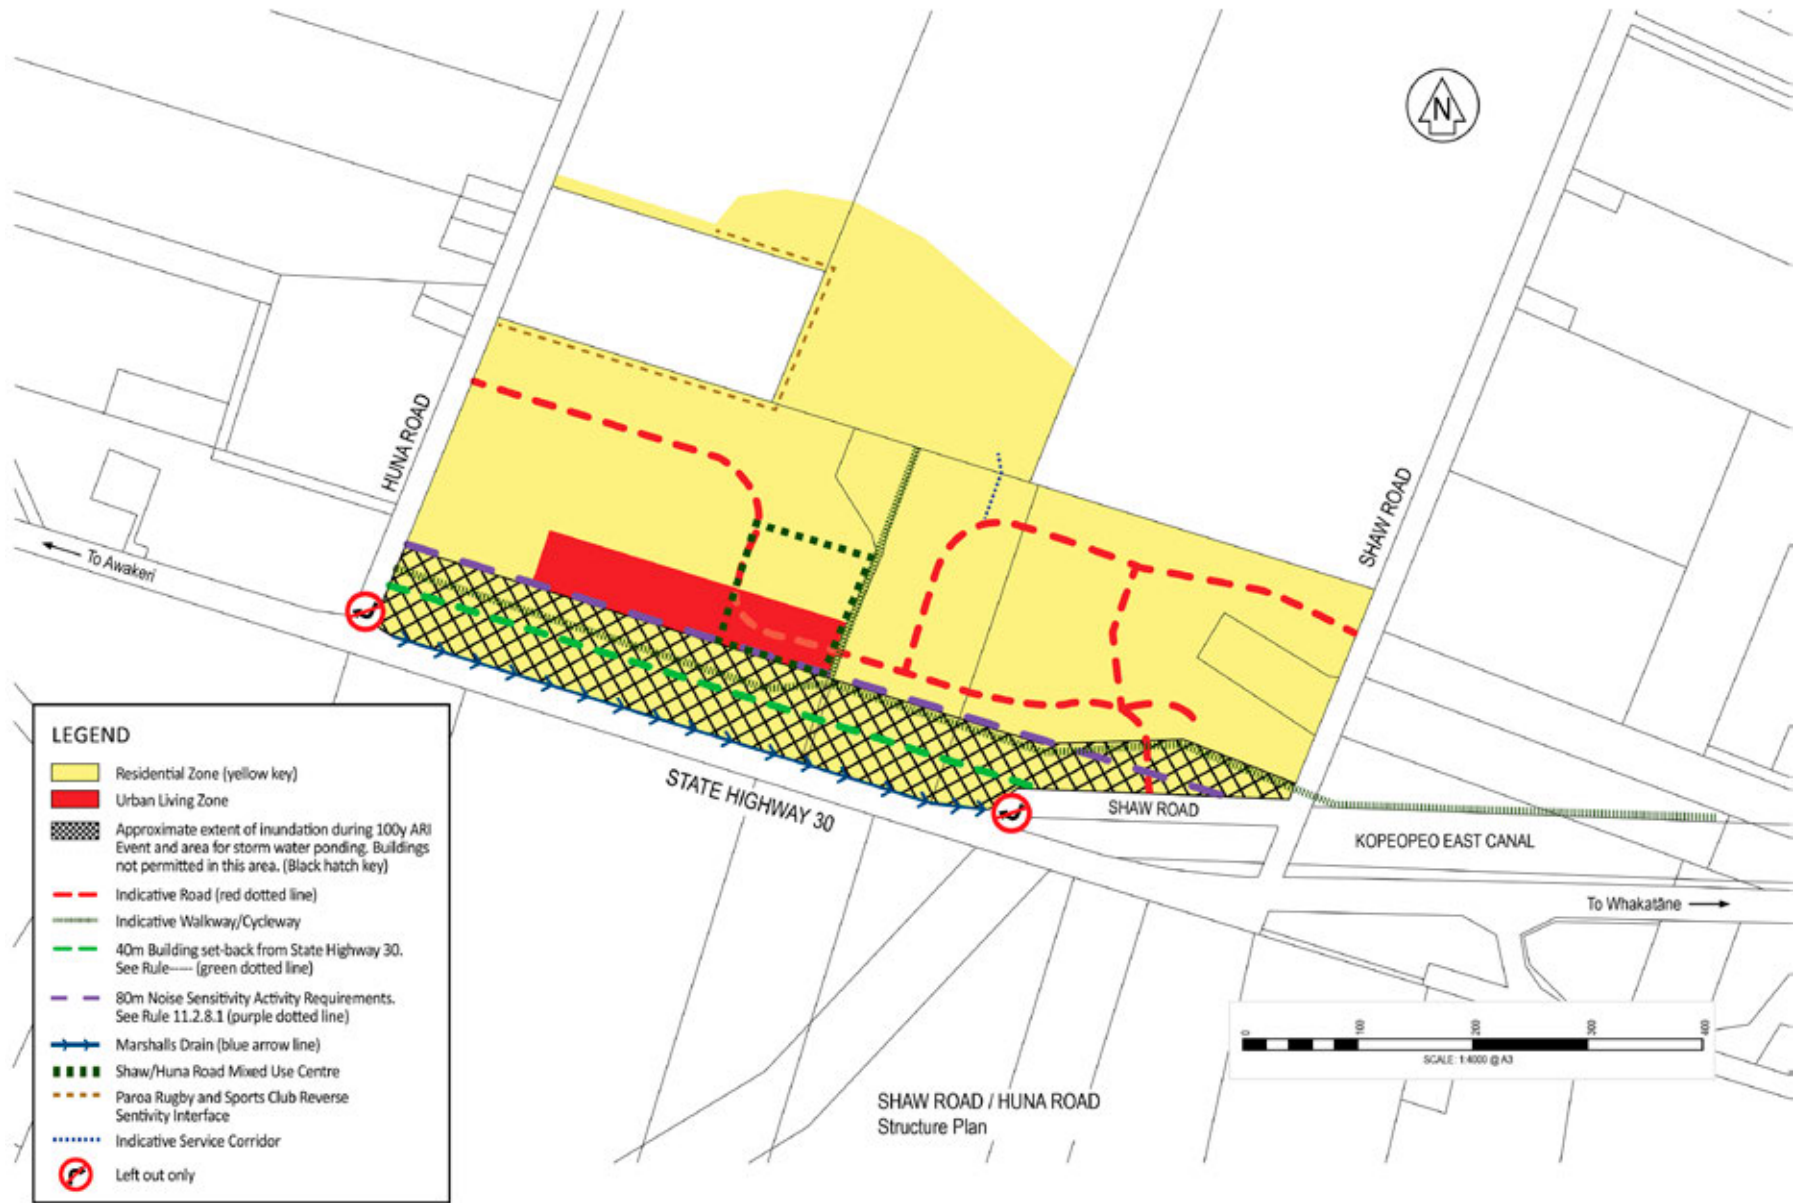 N
HUNA ROAD
SHAW ROAD
To Awakeri
STATE HIGHWAY 30
SHAW ROAD
KOPEOPEO EAST CANAL
To Whakatāne
LEGEND
Residential Zone (yellow key)
Urban Living Zone
Approximate extent of inundation during 100y ARI
Event and area for storm water ponding. Buildings
not permitted in this area. (Black hatch key)
Indicative Road (red dotted line)
Indicative Walkway/Cycleway
40m Building set-back from State Highway 30.
See Rule----- (green dotted line)
80m Noise Sensitivity Activity Requirements.
See Rule 11.2.8.1 (purple dotted line)
Marshalls Drain (blue arrow line)
Shaw/Huna Road Mixed Use Centre
Paroa Rugby and Sports Club Reverse
Sentivity Interface
Indicative Service Corridor
Left out only
0 100 200 300 400
SCALE: 1:4000 @ A3
SHAW ROAD / HUNA ROAD
Structure Plan